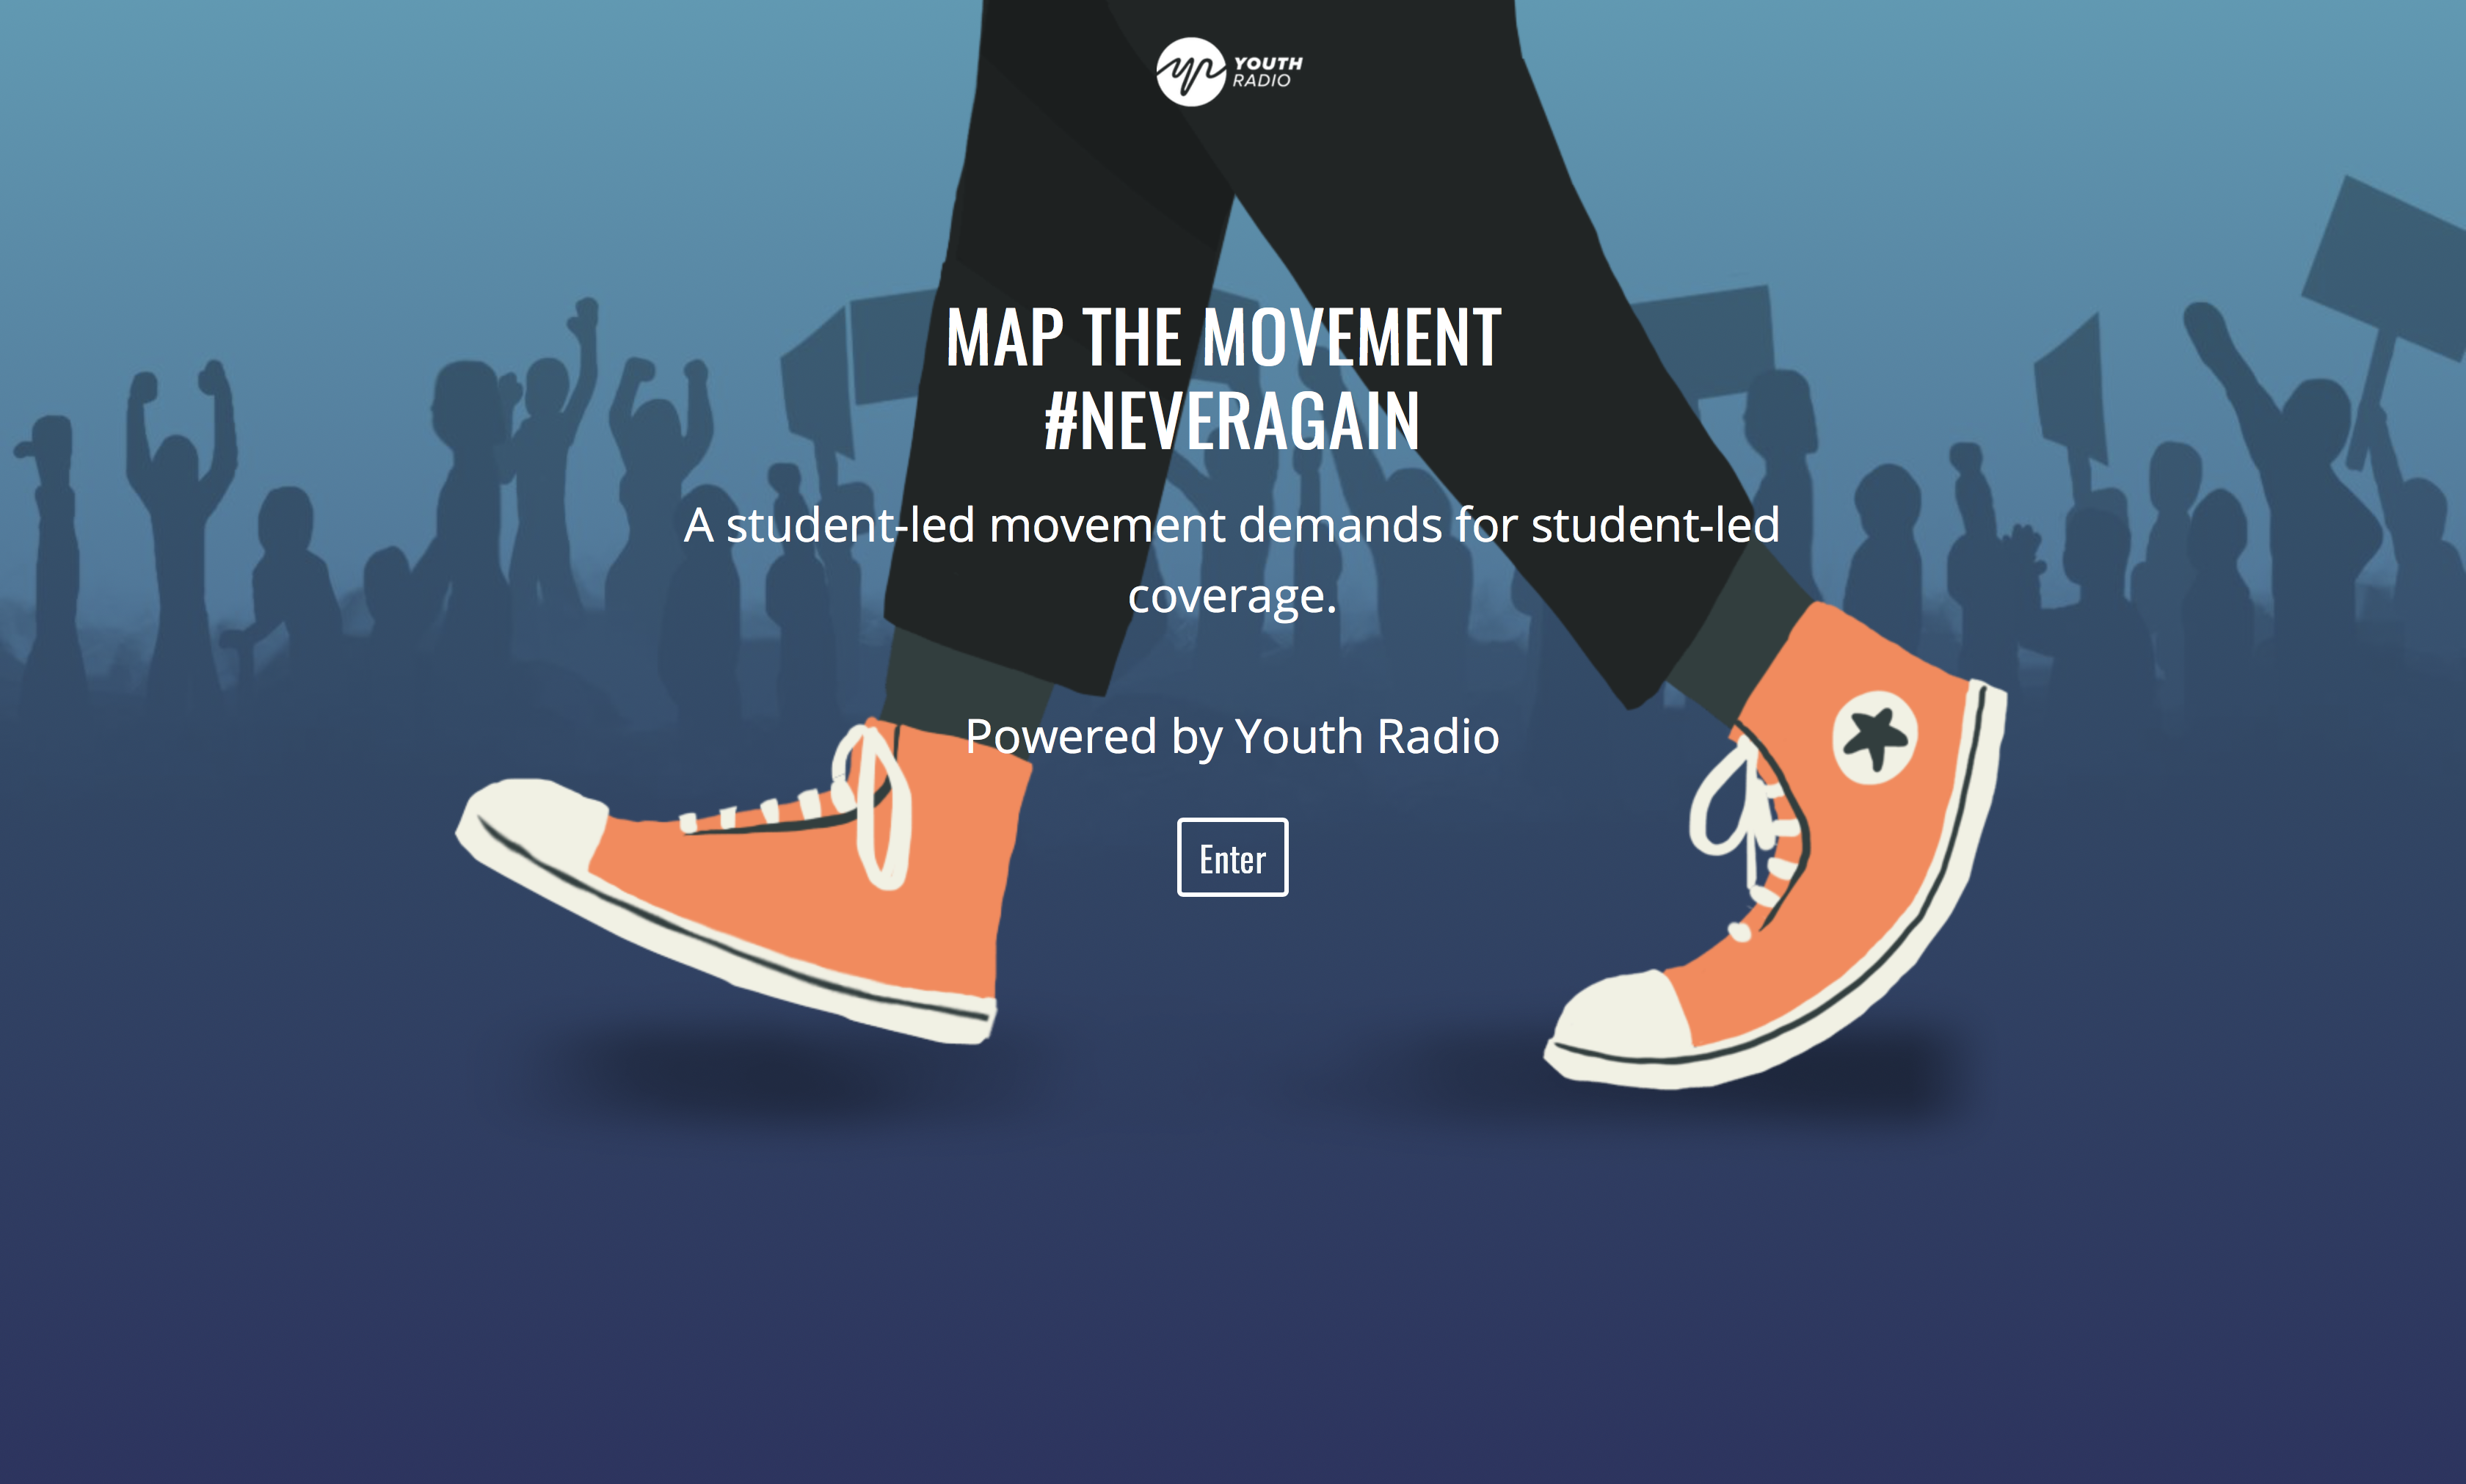 YOUTH
RADIO
MAP THE MOVEMENT
#NEVERAGAIN
A student-led movement demands for student-led
coverage.
Powered by Youth Radio
Enter